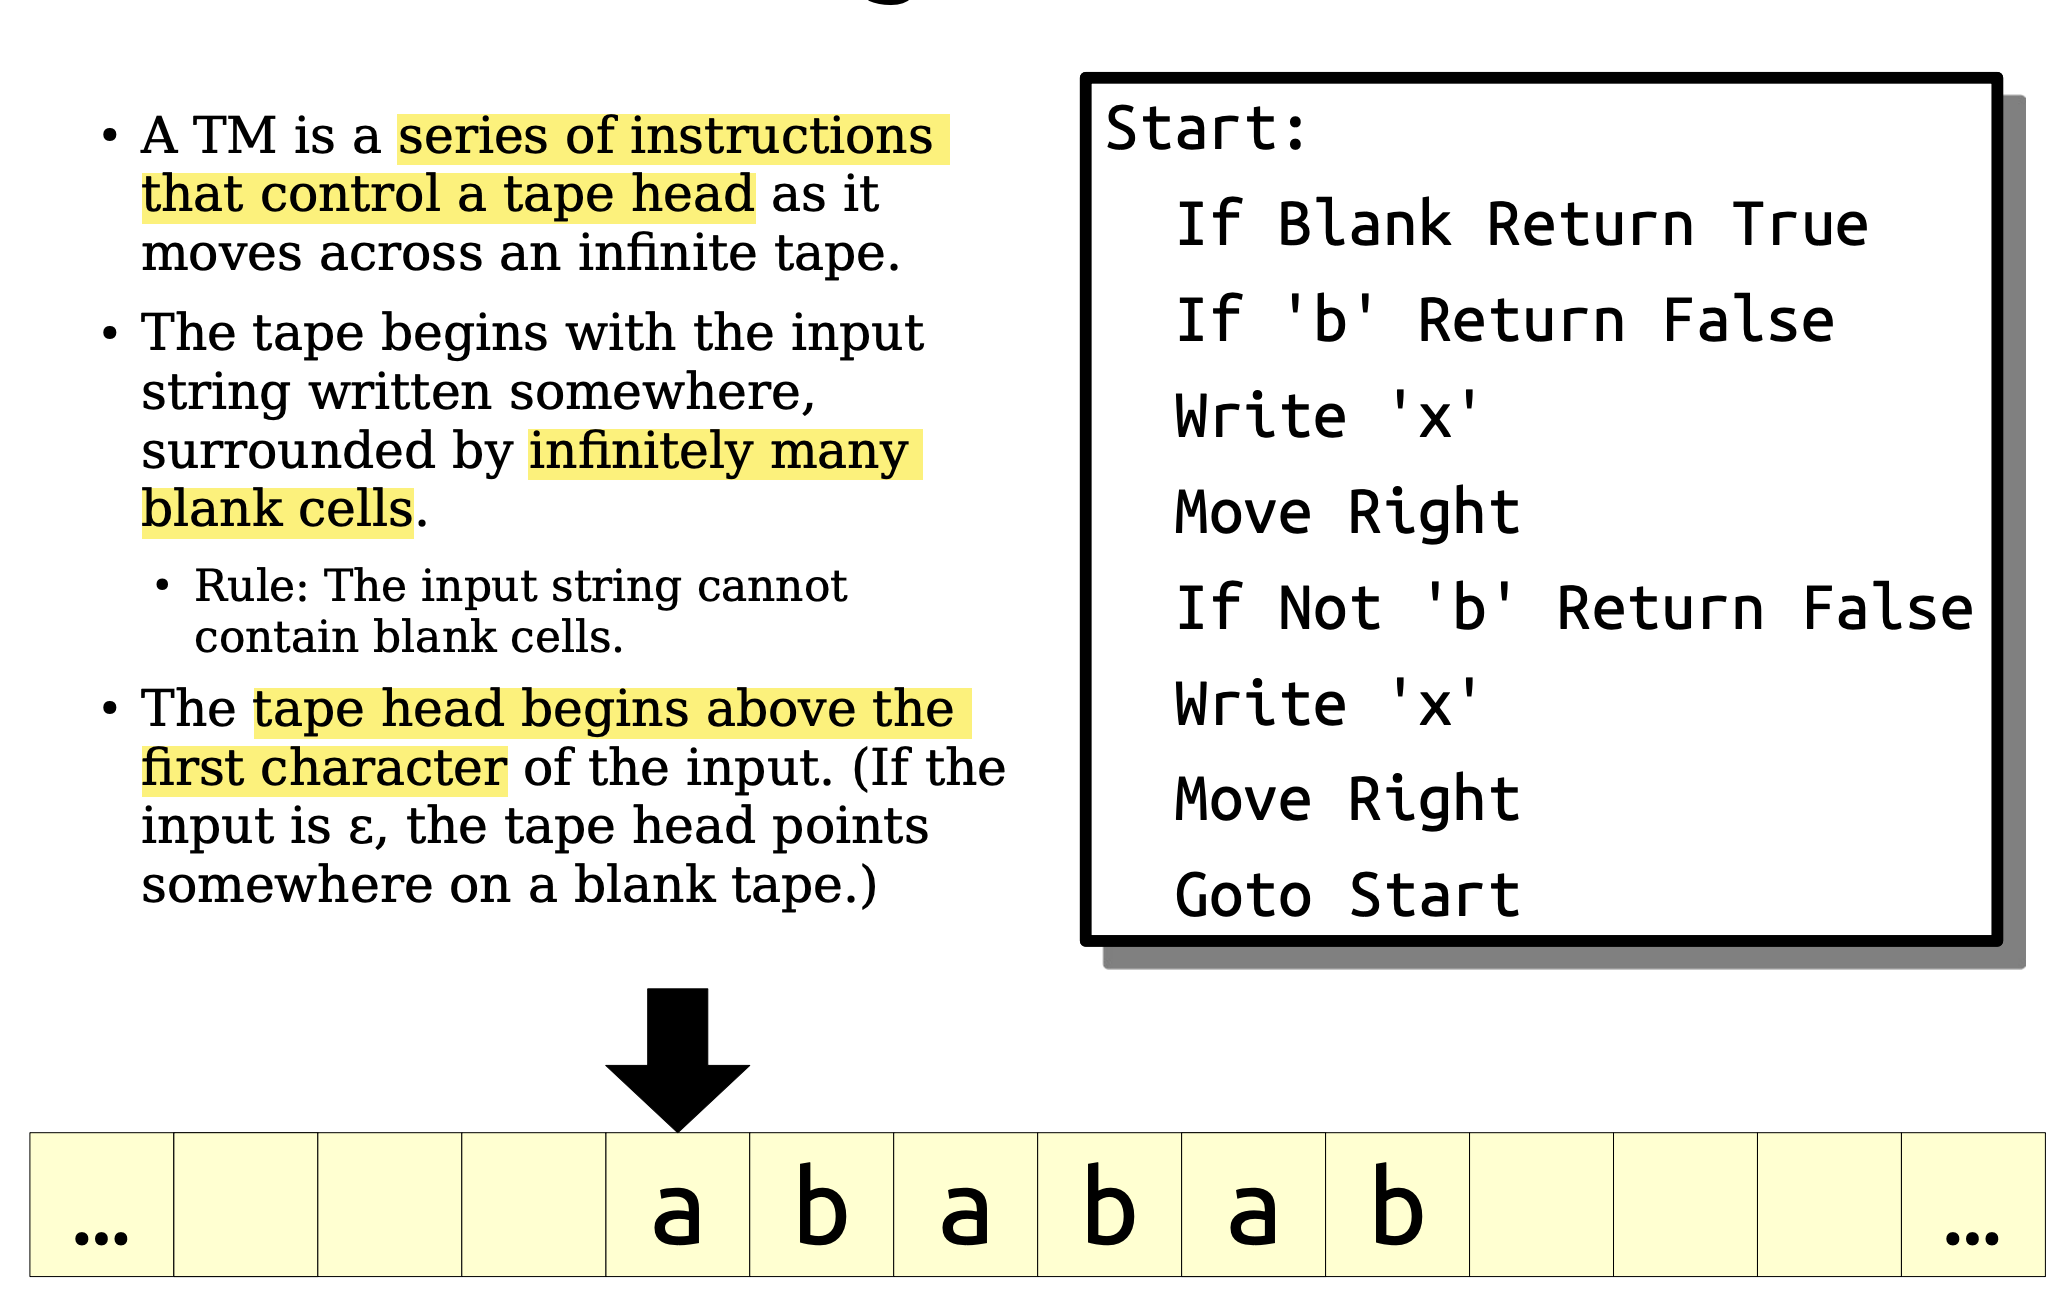 • A TM is a series of instructions
that control a tape head as it
moves across an infinite tape.
• The tape begins with the input
string written somewhere,
surrounded by infinitely many
blank cells.
• Rule: The input string cannot
contain blank cells.
• The tape head begins above the
first character of the input. (If the
input is ε, the tape head points
somewhere on a blank tape.)
Start:
If Blank Return True
If 'b' Return False
Write 'x'
Move Right
If Not 'b' Return False
Write 'x'
Move Right
Goto Start
… a b a b a b …